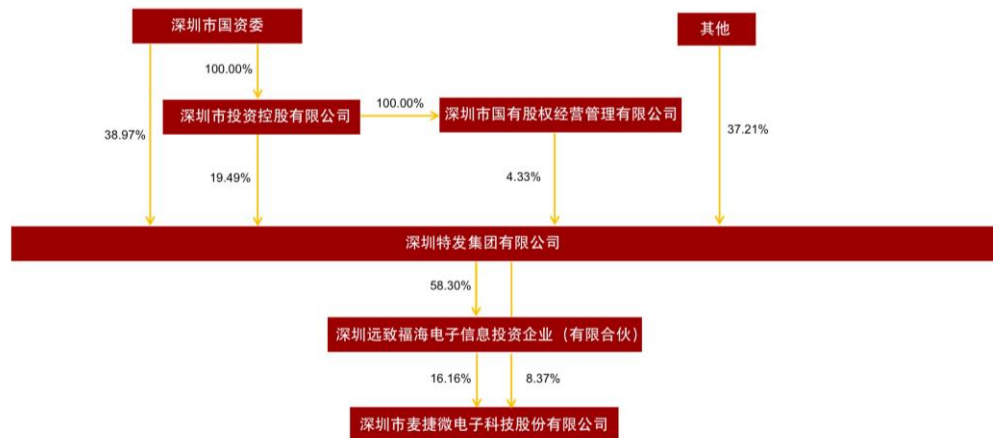 深圳市国资委
其他
100.00%
深圳市投资控股有限公司
100.00%
深圳市国有股权经营管理有限公司
38.97%
37.21%
19.49%
4.33%
深圳特发集团有限公司
58.30%
深圳远致福海电子信息投资企业（有限合伙）
16.16%
8.37%
深圳市麦捷微电子科技股份有限公司